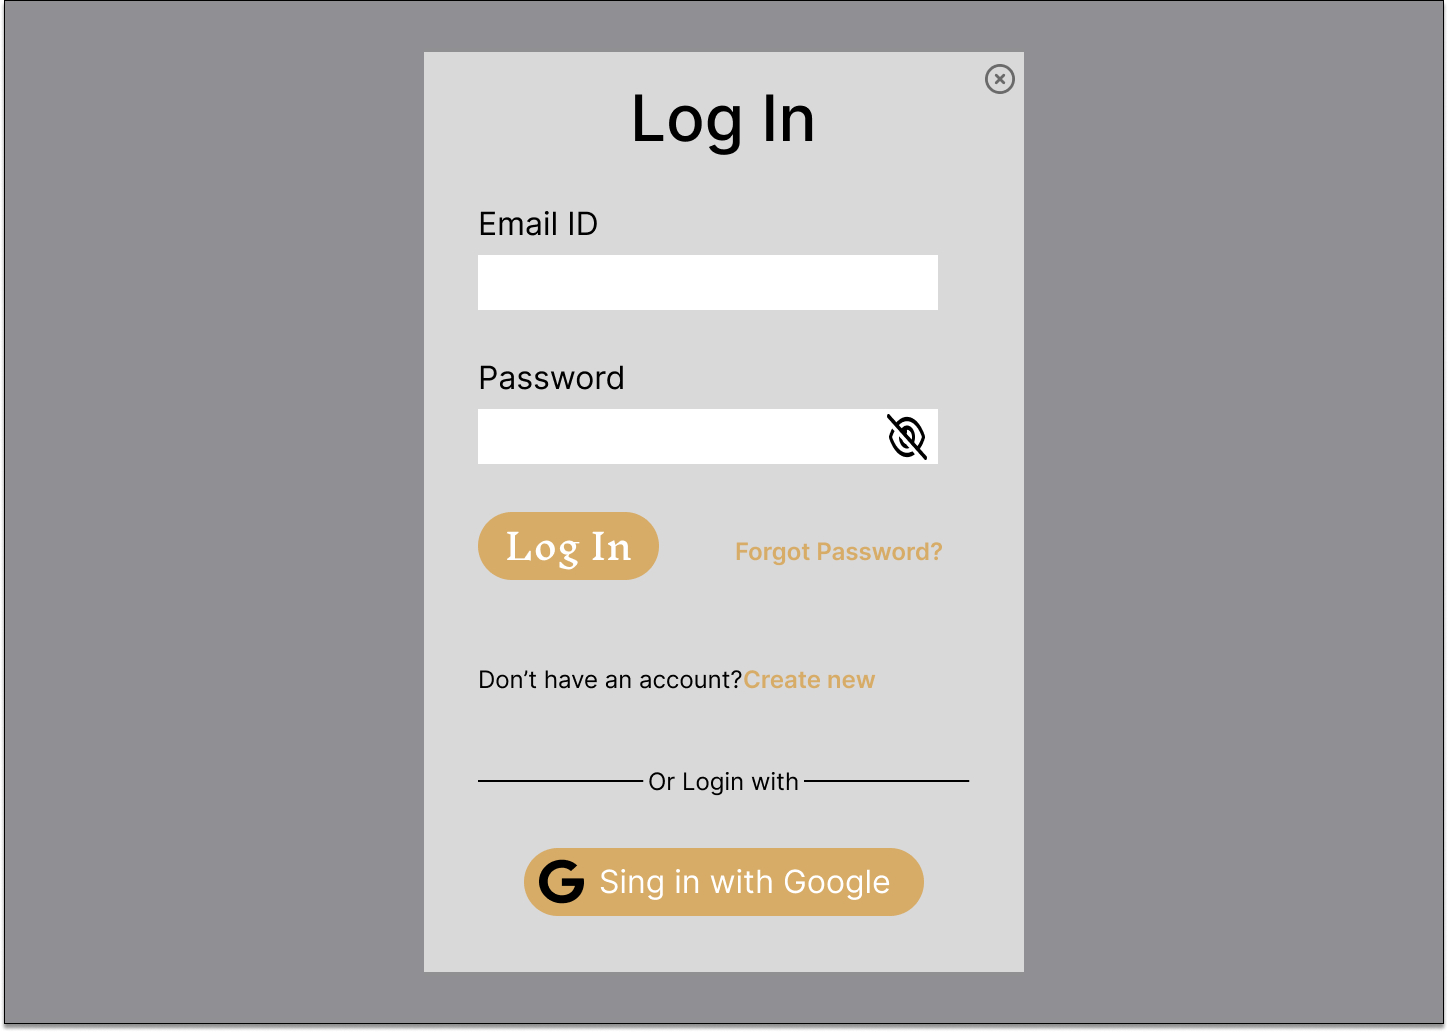 Log In
Email ID
Password
Log In
Forgot Password?
Don’t have an account?Create new
Or Login with
G Sing in with Google